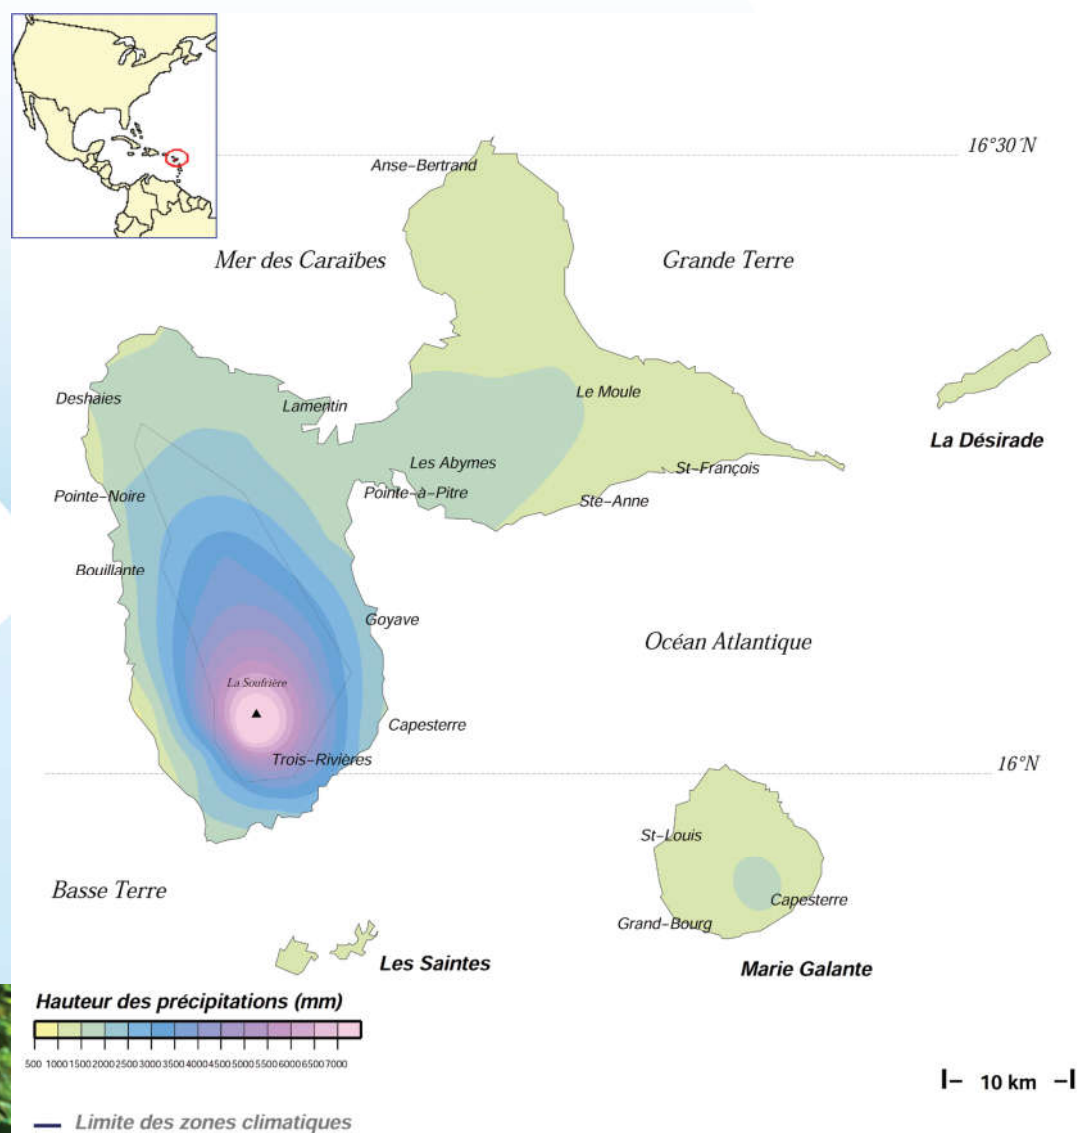 16°30'N
Anse-Bertrand
Mer des Caraïbes
Grande Terre
Deshaies
Lamentin
Le Moule
La Désirade
Les Abymes
St-François
Pointe-Noire
Pointe-à-Pitre
Ste-Anne
Bouillante
Goyave
Océan Atlantique
La Soufrière
Capesterre
Trois-Rivières
16°N
St-Louis
Basse Terre
Capesterre
Grand-Bourg
Les Saintes
Marie Galante
Hauteur des précipitations (mm)
500 1000 1500 2000 2500 3000 3500 4000 4500 5000 5500 6000 6500 7000
10 km
Limite des zones climatiques